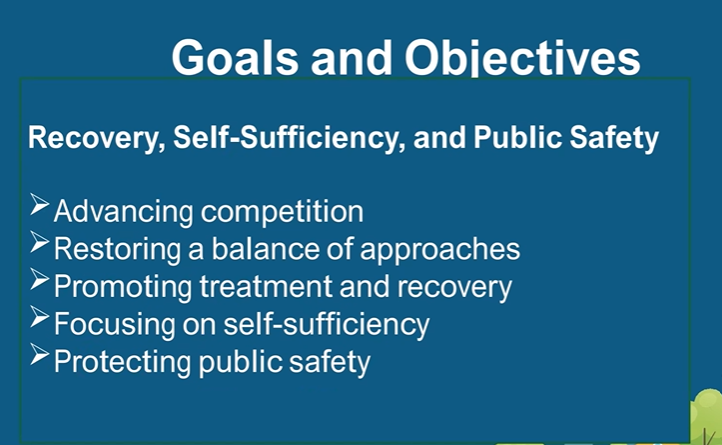 Goals and Objectives
Recovery, Self-Sufficiency, and Public Safety
➢Advancing competition
➢Restoring a balance of approaches
➢Promoting treatment and recovery
➢Focusing on self-sufficiency
➢Protecting public safety